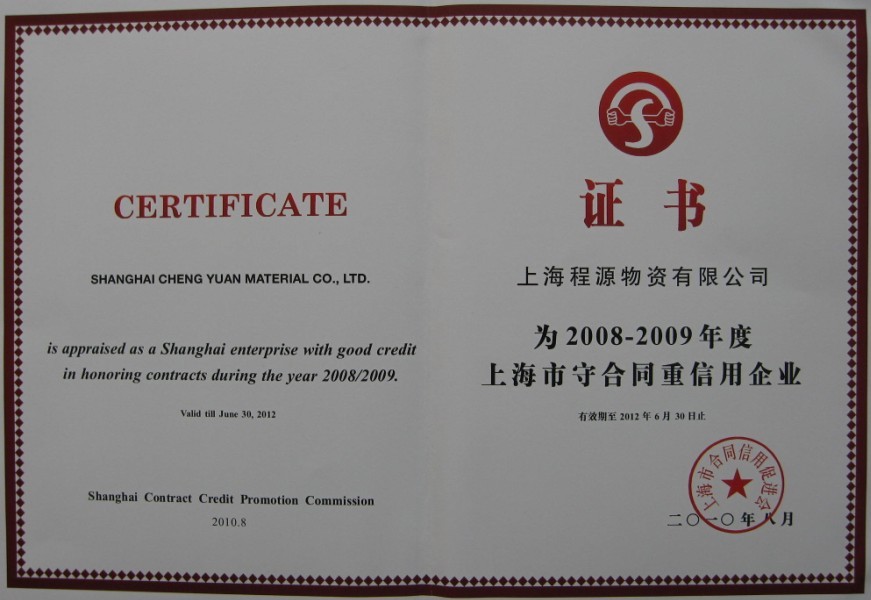 CERTIFICATE
SHANGHAI CHENG YUAN MATERIAL CO., LTD.
is appraised as a Shanghai enterprise with good credit
in honoring contracts during the year 2008/2009.
Valid till June 30, 2012
Shanghai Contract Credit Promotion Commission
2010.8
证书
上海程源物资有限公司
为2008-2009年度
上海市守合同重信用企业
有效期至2012年6月30日止
上海市合同信用促进会
二〇一〇年八月